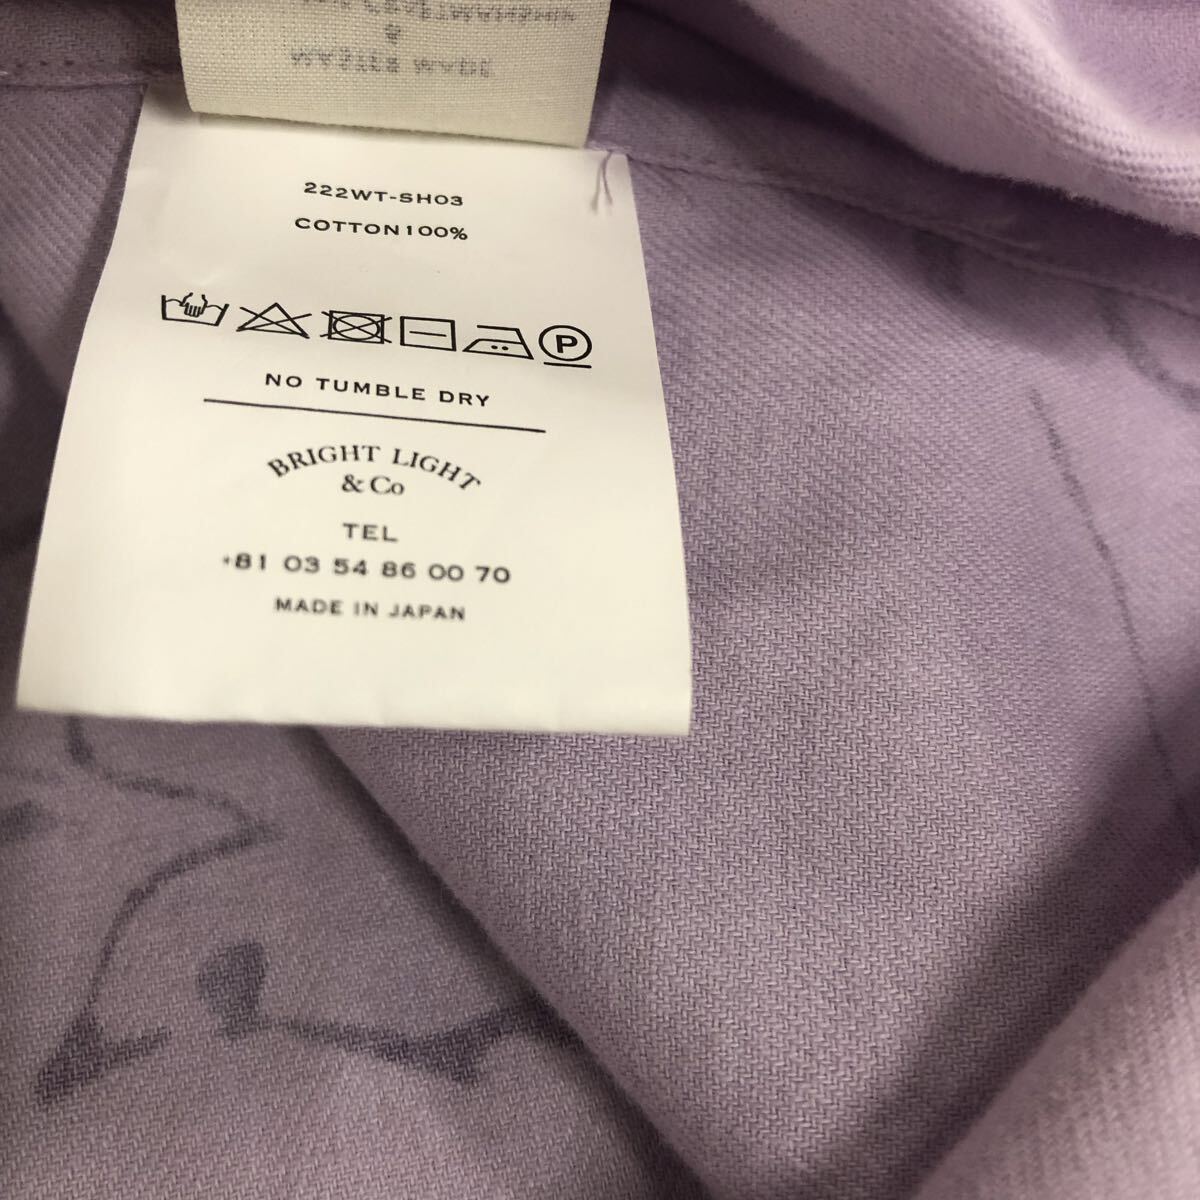 222WT-SH03
COTTON100%
P
NO TUMBLE DRY
BRIGHT LIGHT
& Co
TEL
+81 03 54 86 00 70
MADE IN JAPAN